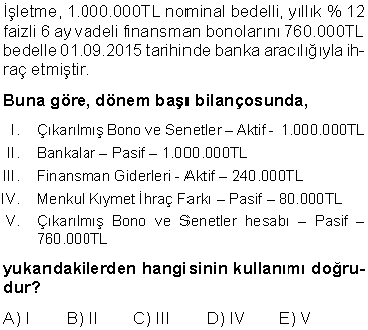 İşletme, 1.000.000TL nominal bedelli, yıllık % 12
faizli 6 ay vadeli finansman bonolarını 760.000TL
bedelle 01.09.2015 tarihinde banka aracılığıyla ih-
raç etmiştir.
Buna göre, dönem başı bilançosunda,
I. Çıkarılmış Bono ve Senetler – Aktif - 1.000.000TL
II. Bankalar – Pasif – 1.000.000TL
III. Finansman Giderleri - Aktif – 240.000TL
IV. Menkul Kıymet İhraç Farkı – Pasif – 80.000TL
V. Çıkarılmış Bono ve Senetler hesabı – Pasif –
760.000TL
yukarıdakilerden hangisinin kullanımı doğru-
dur?
A) I B) II C) III D) IV E) V